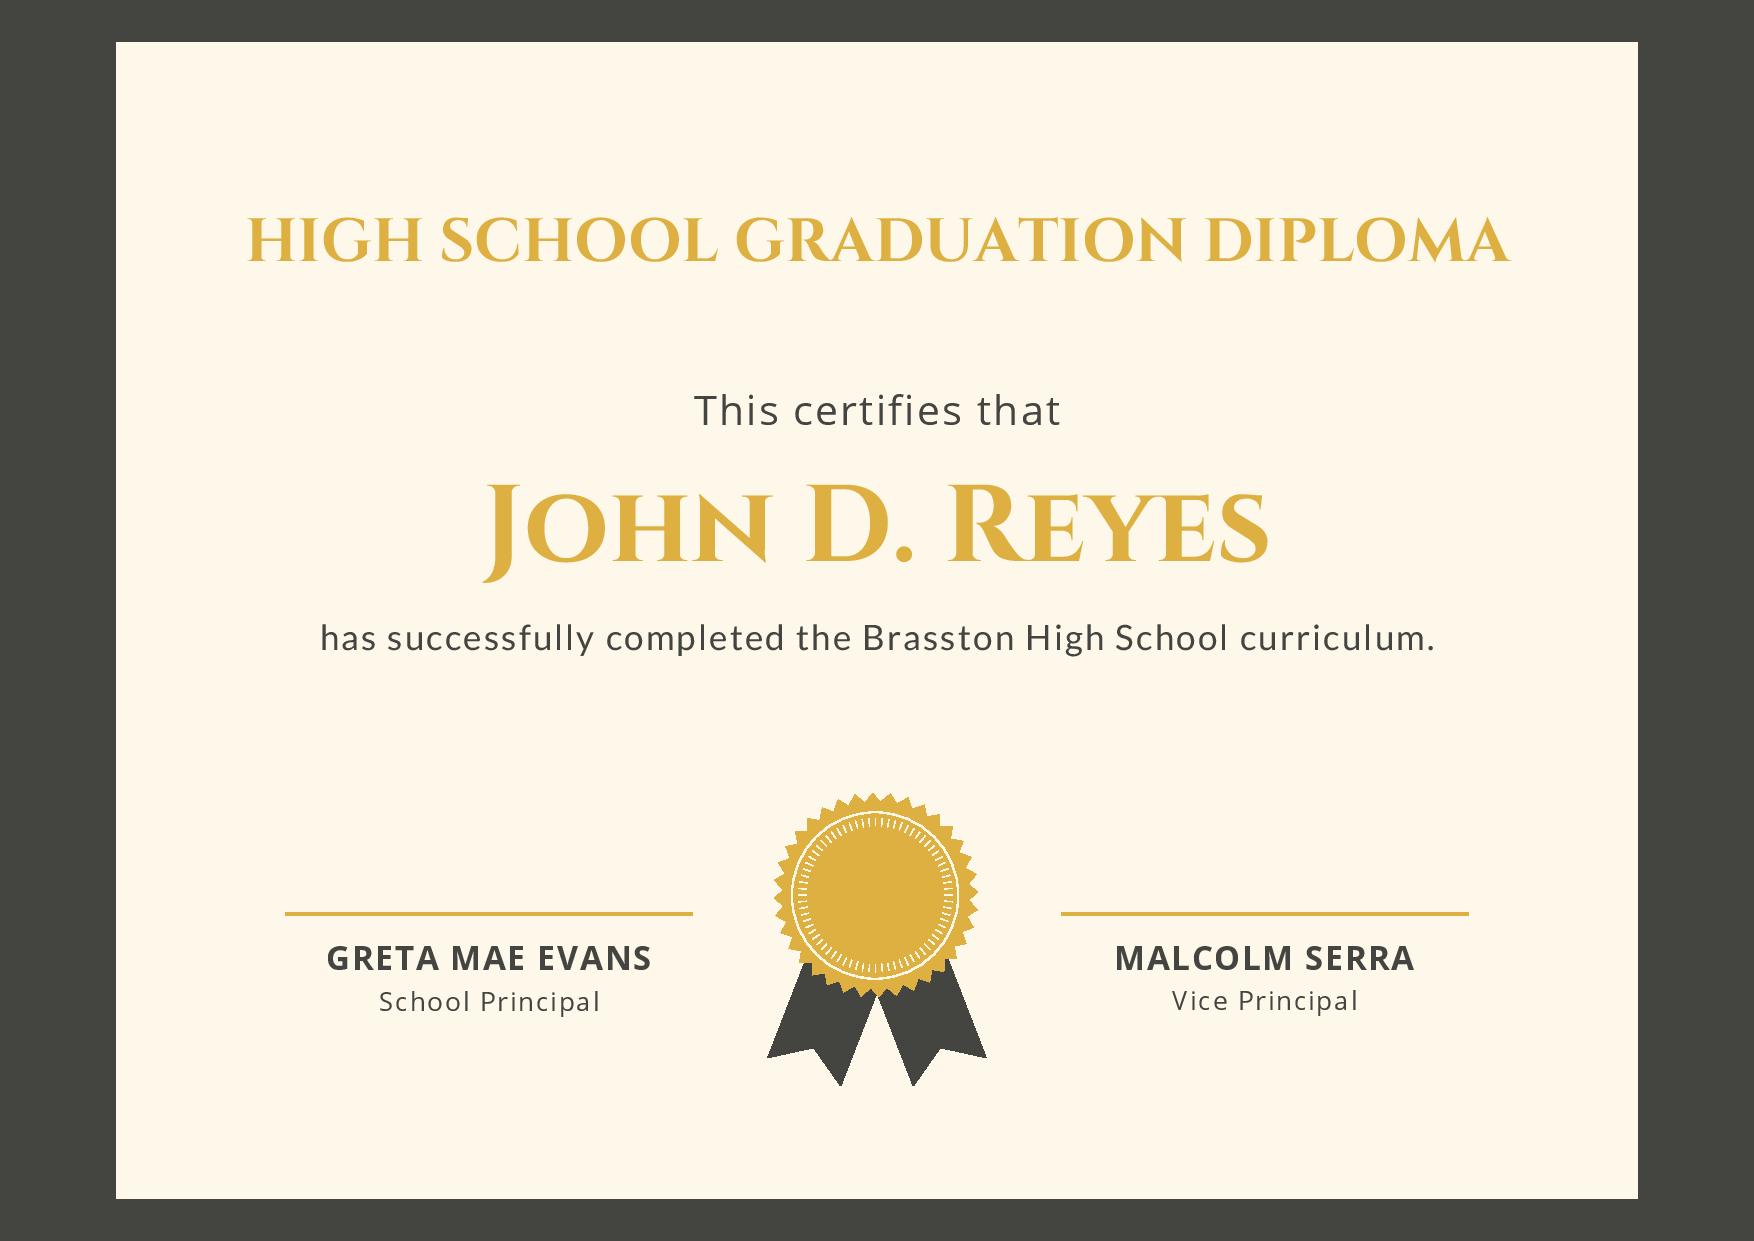 HIGH SCHOOL GRADUATION DIPLOMA
This certifies that
John D. Reyes
has successfully completed the Brasston High School curriculum.
GRETA MAE EVANS
School Principal
MALCOLM SERRA
Vice Principal